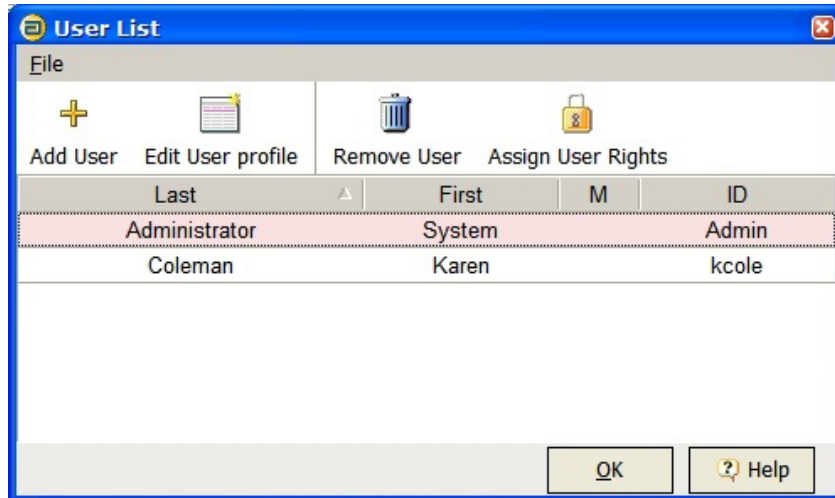 User List
File
Add User Edit User profile Remove User Assign User Rights
Last First M ID
Administrator System Admin
Coleman Karen kcole
OK Help